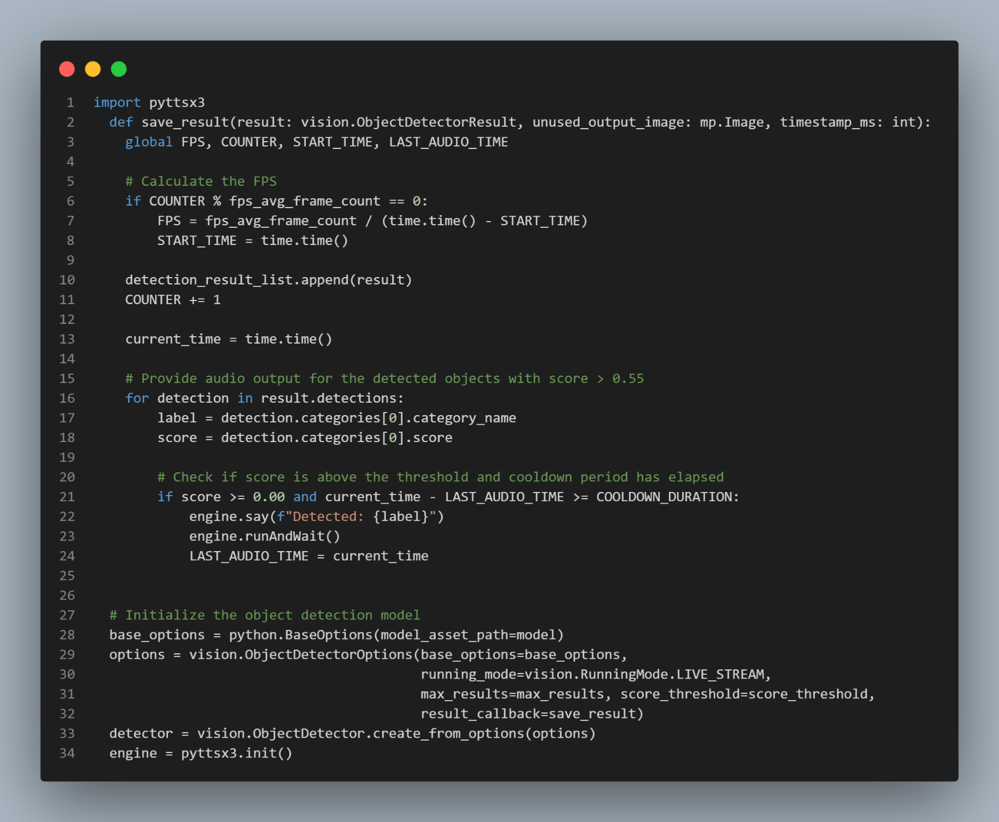 1 import pyttsx3
2   def save_result(result: vision.ObjectDetectorResult, unused_output_image: mp.Image, timestamp_ms: int):
3     global FPS, COUNTER, START_TIME, LAST_AUDIO_TIME
4
5     # Calculate the FPS
6     if COUNTER % fps_avg_frame_count == 0:
7         FPS = fps_avg_frame_count / (time.time() - START_TIME)
8         START_TIME = time.time()
9
10     detection_result_list.append(result)
11     COUNTER += 1
12
13     current_time = time.time()
14
15     # Provide audio output for the detected objects with score > 0.55
16     for detection in result.detections:
17         label = detection.categories[0].category_name
18         score = detection.categories[0].score
19
20         # Check if score is above the threshold and cooldown period has elapsed
21         if score >= 0.00 and current_time - LAST_AUDIO_TIME >= COOLDOWN_DURATION:
22             engine.say(f"Detected: {label}")
23             engine.runAndWait()
24             LAST_AUDIO_TIME = current_time
25
26
27   # Initialize the object detection model
28   base_options = python.BaseOptions(model_asset_path=model)
29   options = vision.ObjectDetectorOptions(base_options=base_options,
30                                          running_mode=vision.RunningMode.LIVE_STREAM,
31                                          max_results=max_results, score_threshold=score_threshold,
32                                          result_callback=save_result)
33   detector = vision.ObjectDetector.create_from_options(options)
34   engine = pyttsx3.init()